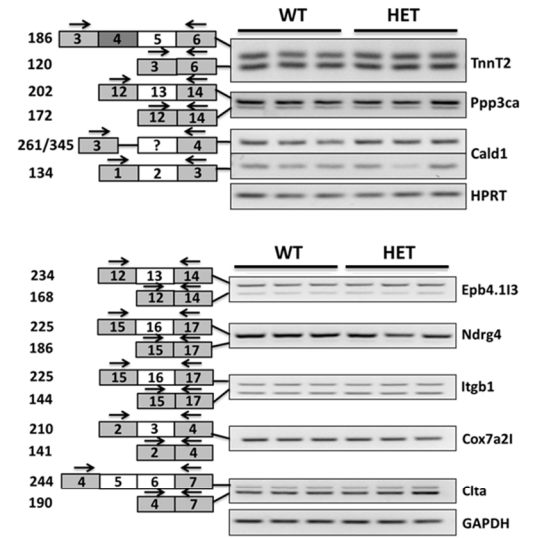 WT HET
186 3 4 5 6 TnnT2
120 3 6
202 12 13 14 Ppp3ca
172 12 14
261/345 3 ? 4 Cald1
134 1 2 3
HPRT
WT HET
234 12 13 14 Epb4.1l3
168 12 14
225 15 16 17 Ndrg4
186 15 17
225 15 16 17 Itgb1
144 15 17
210 2 3 4 Cox7a2l
141 2 4
244 4 5 6 7 Clta
190 4 7
GAPDH